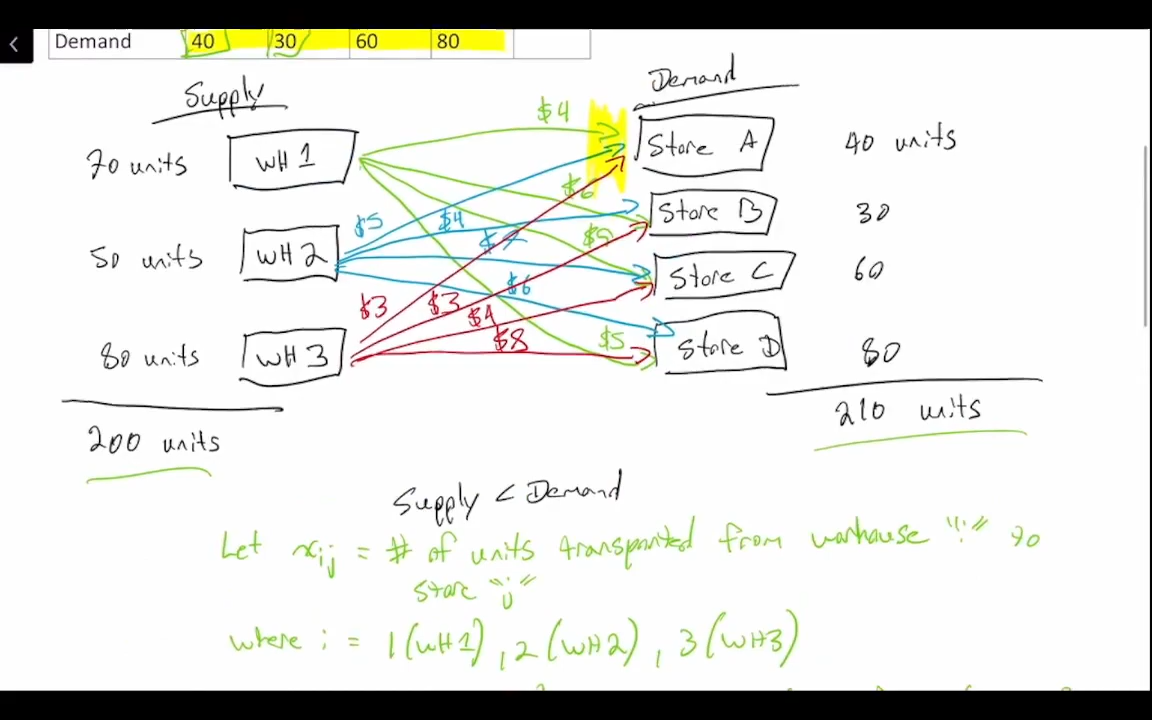 Demand 40 30 60 80
Supply Demand
$4
70 units WH 1 Store A 40 units
$6
$5 $4 Store B 30
$9
50 units WH 2 Store C 60
$6
$3 $3 $4
80 units WH 3 $8 $5 Store D 80
200 units 210 units
Supply < Demand
Let xij = # of units transported from warhause "i" to
store "j"
where i = 1 (WH1), 2 (WH2), 3 (WH3)